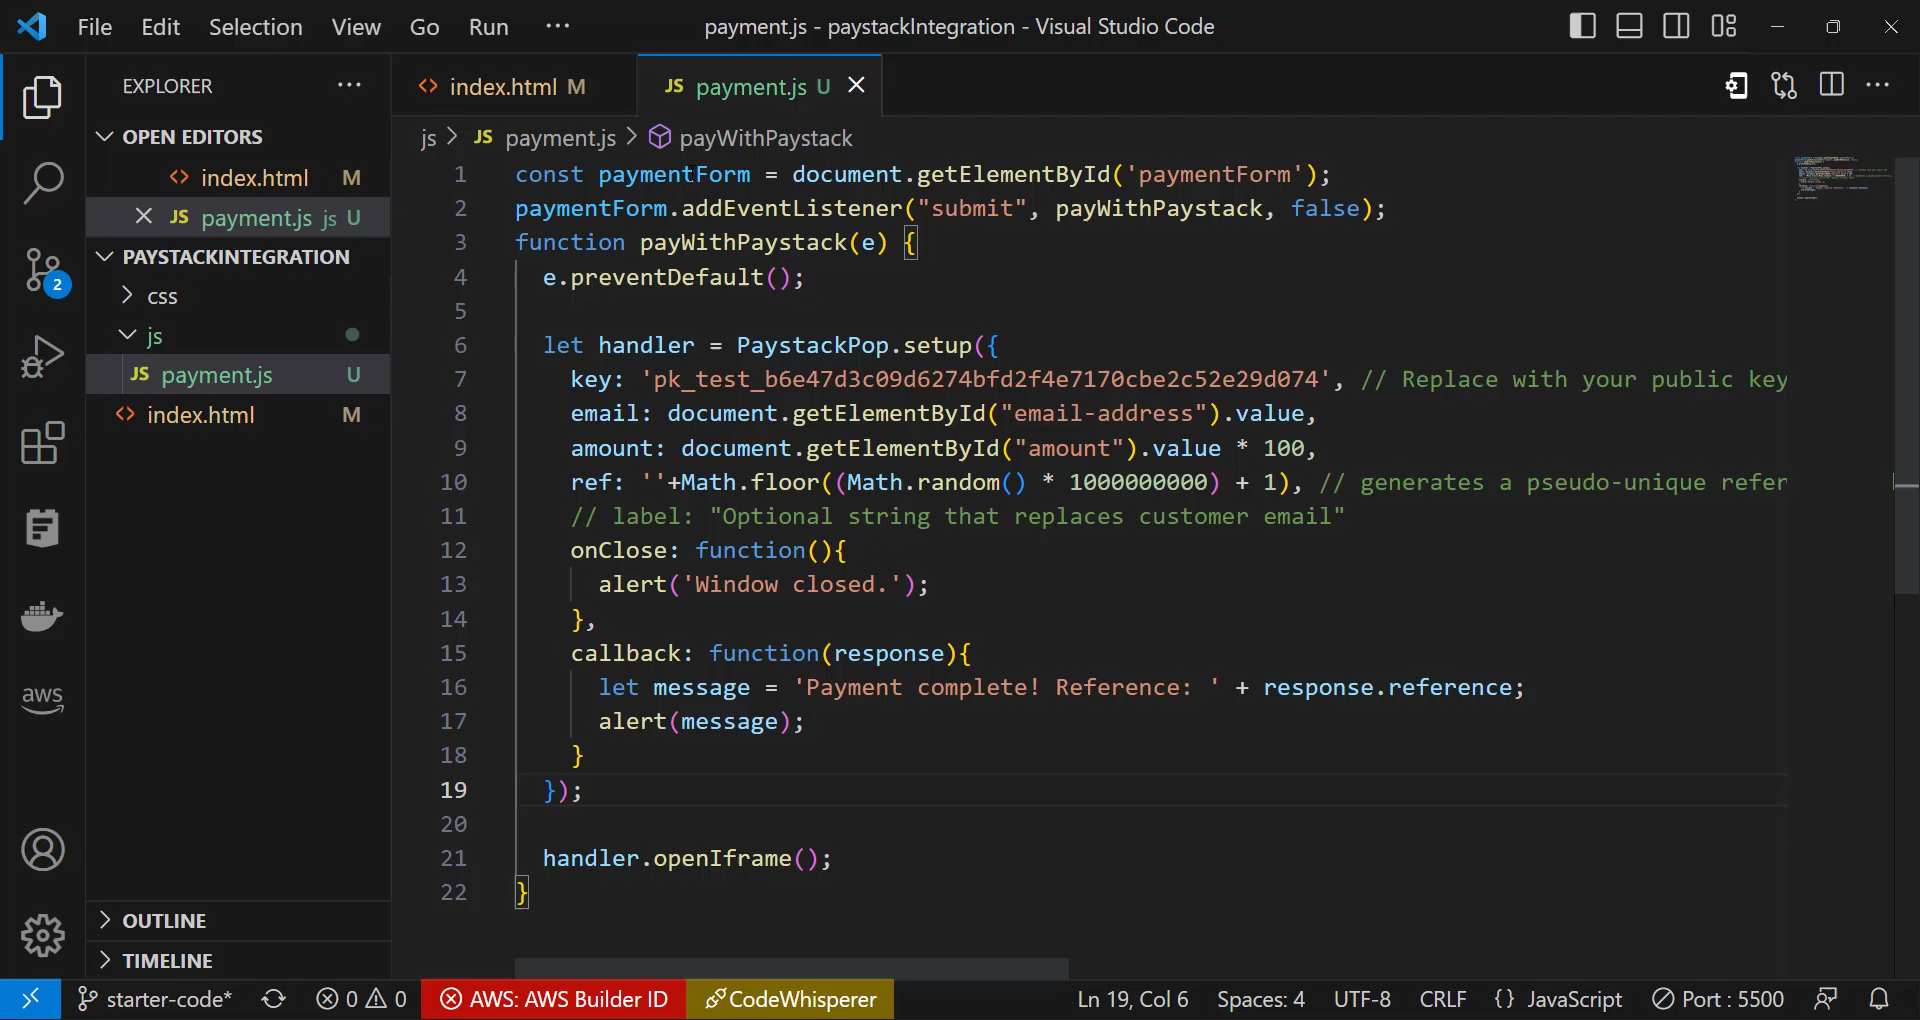 File Edit Selection View Go Run ··· payment.js - paystackIntegration - Visual Studio Code
EXPLORER ···
index.html M
JS payment.js U
OPEN EDITORS
index.html M
JS payment.js js U
PAYSTACKINTEGRATION
css
js
JS payment.js U
index.html M
OUTLINE
TIMELINE
2
aws
js > JS payment.js > payWithPaystack
1 const paymentForm = document.getElementById('paymentForm');
2 paymentForm.addEventListener("submit", payWithPaystack, false);
3 function payWithPaystack(e) {
4 e.preventDefault();
5
6 let handler = PaystackPop.setup({
7 key: 'pk_test_b6e47d3c09d6274bfd2f4e7170cbe2c52e29d074', // Replace with your public key
8 email: document.getElementById("email-address").value,
9 amount: document.getElementById("amount").value * 100,
10 ref: ''+Math.floor((Math.random() * 1000000000) + 1), // generates a pseudo-unique refer
11 // label: "Optional string that replaces customer email"
12 onClose: function(){
13 alert('Window closed.');
14 },
15 callback: function(response){
16 let message = 'Payment complete! Reference: ' + response.reference;
17 alert(message);
18 }
19 });
20
21 handler.openIframe();
22 }
starter-code* 0 0 AWS: AWS Builder ID CodeWhisperer Ln 19, Col 6 Spaces: 4 UTF-8 CRLF {} JavaScript Port : 5500